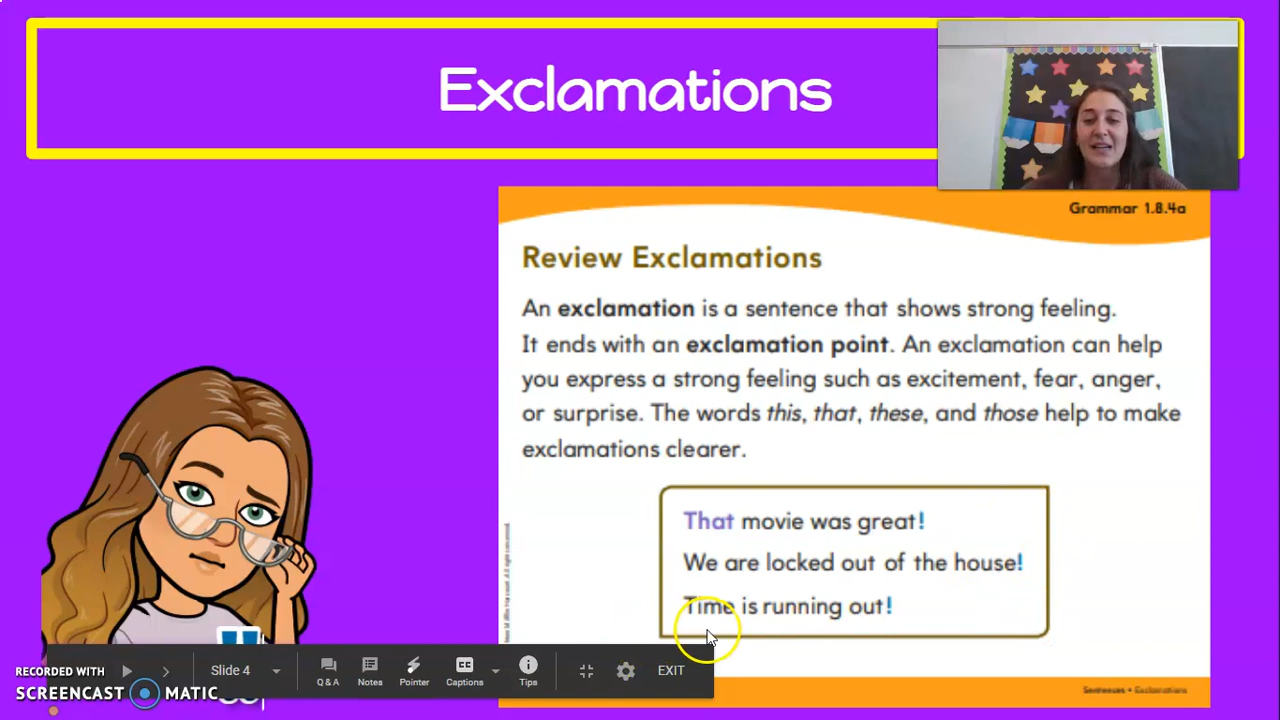 Exclamations
Grammar 1.8.4a
Review Exclamations
An exclamation is a sentence that shows strong feeling.
It ends with an exclamation point. An exclamation can help
you express a strong feeling such as excitement, fear, anger,
or surprise. The words this, that, these, and those help to make
exclamations clearer.
That movie was great!
We are locked out of the house!
Time is running out!
Sentences • Exclamations
Slide 4
Q & A
Notes
Pointer
Captions
Tips
EXIT
RECORDED WITH
SCREENCAST MATIC